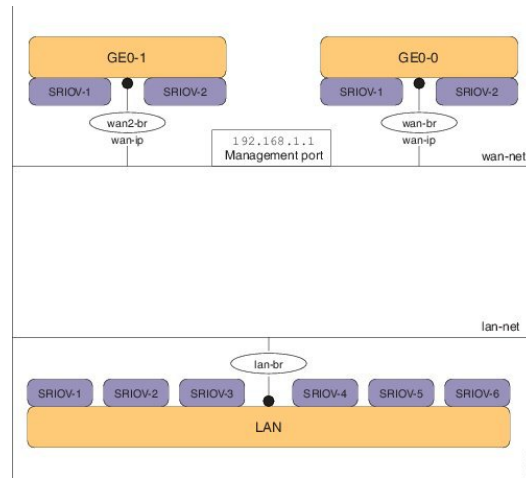 GE0-1
GE0-0
SRIOV-1
SRIOV-2
SRIOV-1
SRIOV-2
wan2-br
wan-br
wan-ip
192.168.1.1
Management port
wan-ip
wan-net
lan-net
lan-br
SRIOV-1
SRIOV-2
SRIOV-3
SRIOV-4
SRIOV-5
SRIOV-6
LAN